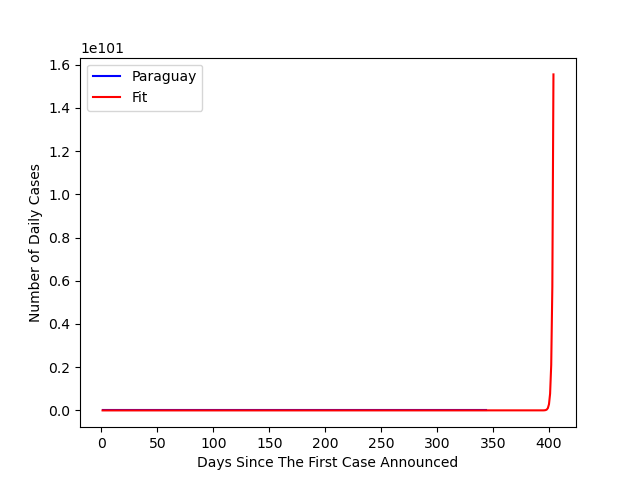 1e101
1.6
1.4
1.2
1.0
0.8
0.6
0.4
0.2
0.0
Number of Daily Cases
Paraguay
Fit
0 50 100 150 200 250 300 350 400
Days Since The First Case Announced